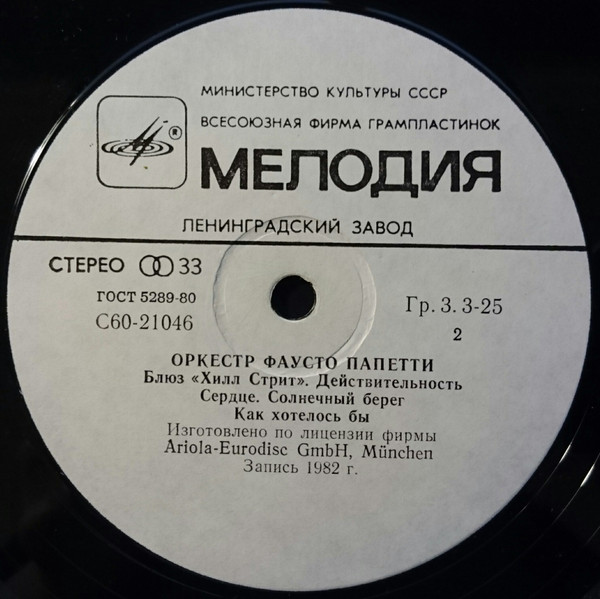 МИНИСТЕРСТВО КУЛЬТУРЫ СССР
ВСЕСОЮЗНАЯ ФИРМА ГРАМПЛАСТИНОК
®
МЕЛОДИЯ
ЛЕНИНГРАДСКИЙ ЗАВОД
СТЕРЕО 33
ГОСТ 5289-80
С60-21046
Гр. 3. 3-25
2
ОРКЕСТР ФАУСТО ПАПЕТТИ
Блюз «Хилл Стрит». Действительность
Сердце. Солнечный берег
Как хотелось бы
Изготовлено по лицензии фирмы
Ariola-Eurodisc GmbH, München
Запись 1982 г.